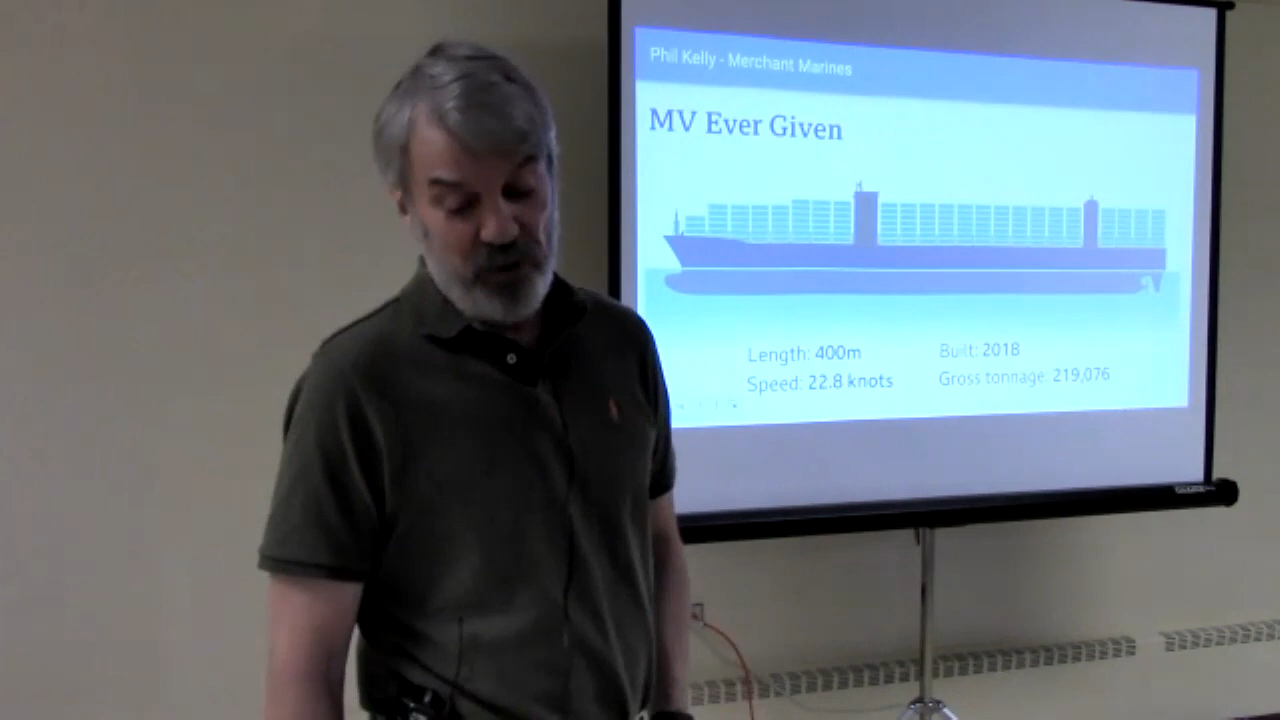 Phil Kelly - Merchant Marines
MV Ever Given
Length: 400m
Built: 2018
Speed: 22.8 knots
Gross tonnage: 219,076